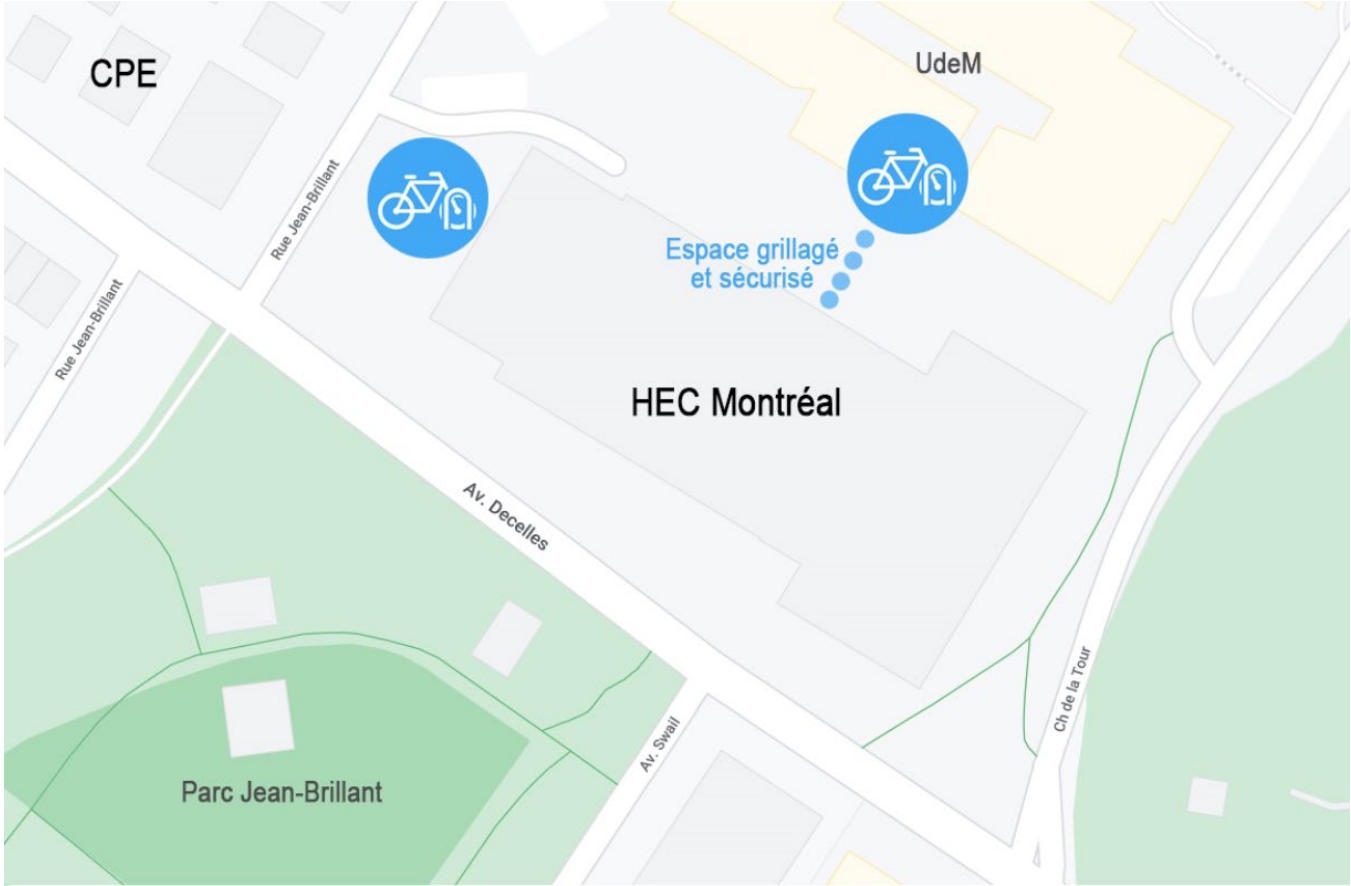 UdeM
CPE
Rue Jean-Brillant
Espace grillagé
et sécurisé
Rue Jean-Brillant
HEC Montréal
Av. Decelles
Ch de la Tour
Av. Swail
Parc Jean-Brillant